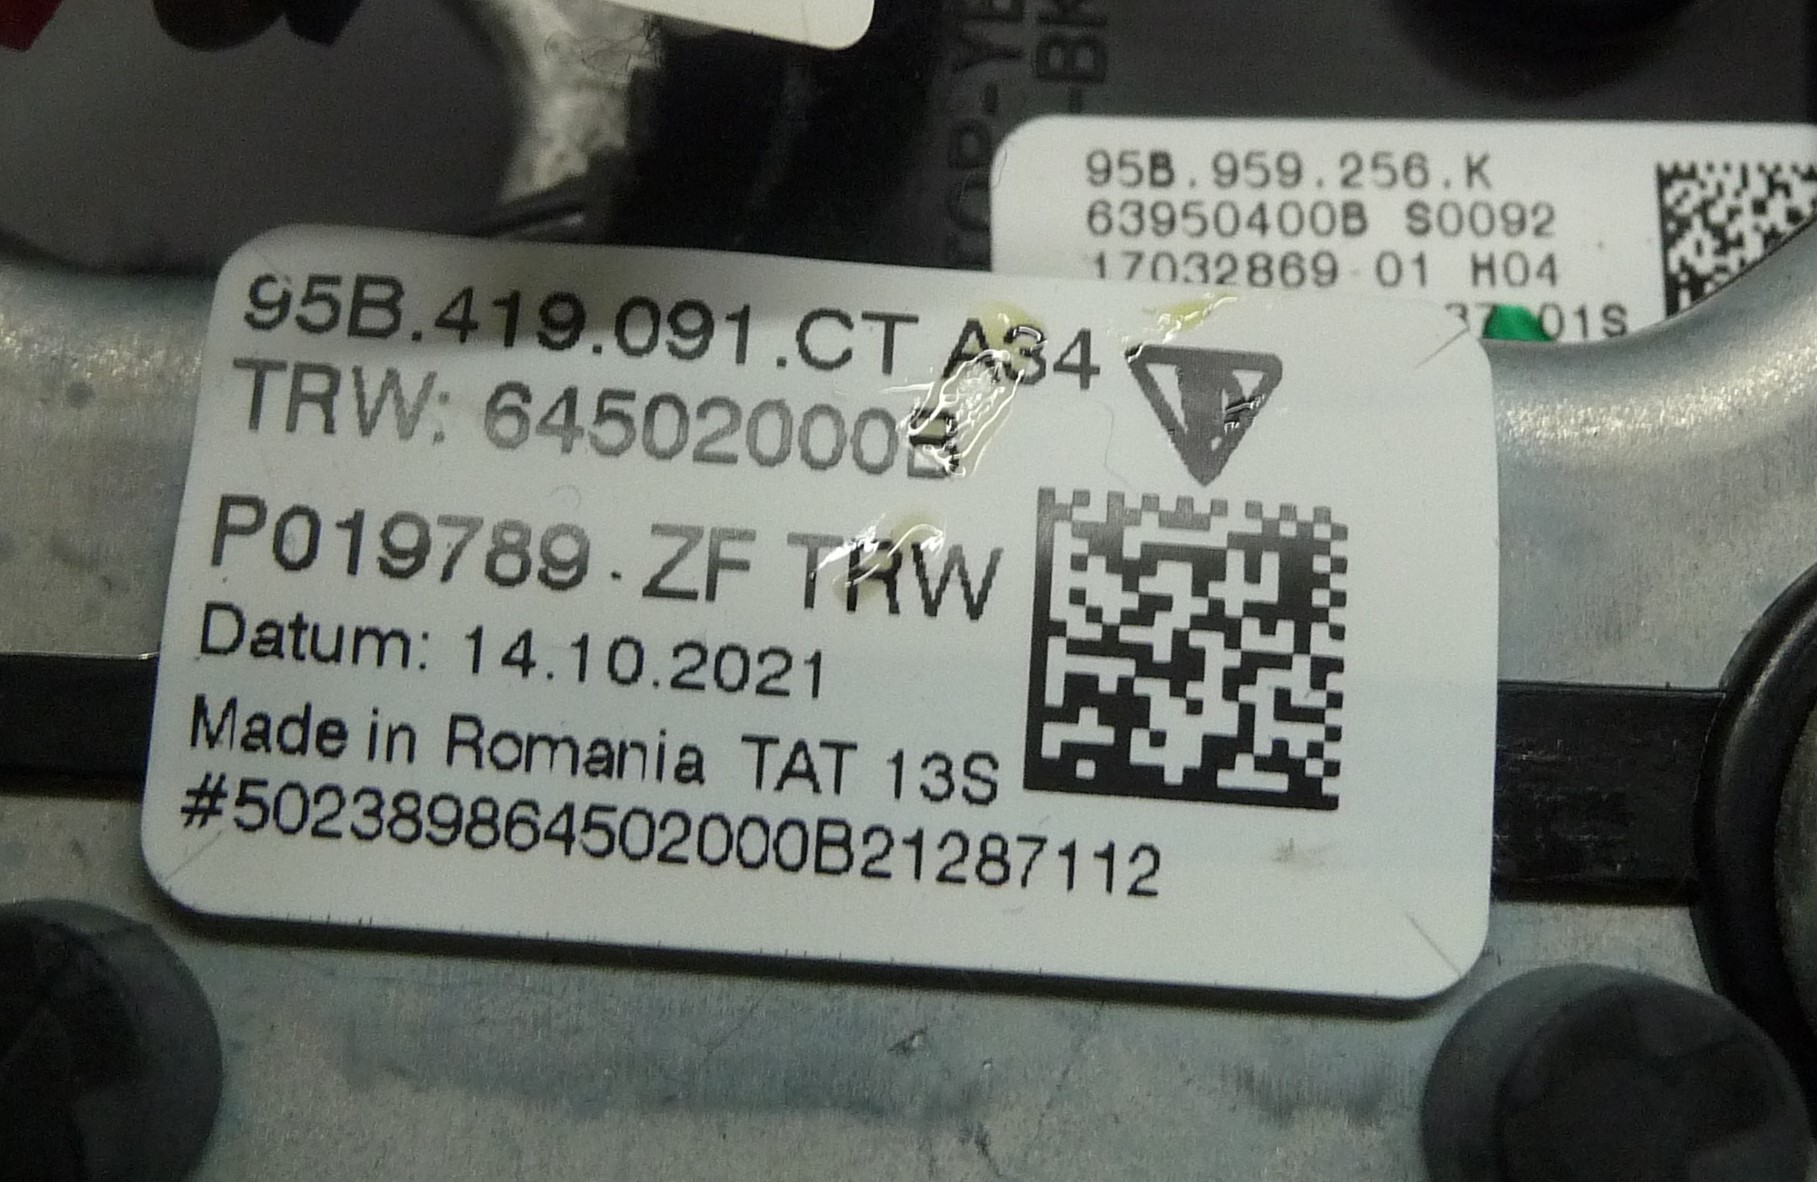 95B.959.256.K
63950400B S0092
17032869 01 H04
01S
95B.419.091.CT A34
TRW: 64502000B
P019789 · ZF TRW
Datum: 14.10.2021
Made in Romania TAT 13S
#502389864502000B21287112